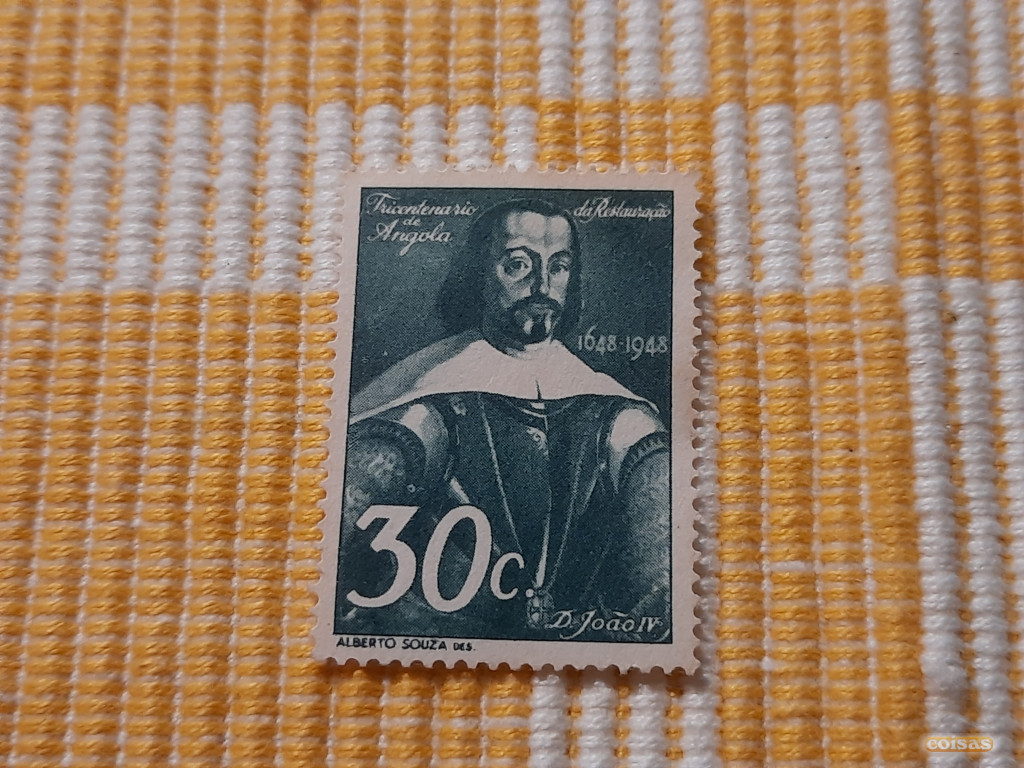 Tricentenario da Restauração
de
Angola
1648-1948
30c.
D. João IV
ALBERTO SOUZA DES.
coisas